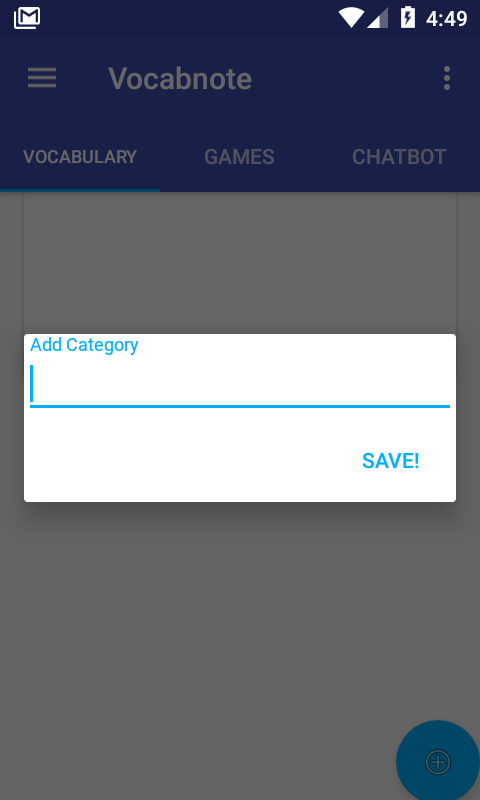 4:49
Vocabnote
VOCABULARY
GAMES
CHATBOT
Add Category
SAVE!